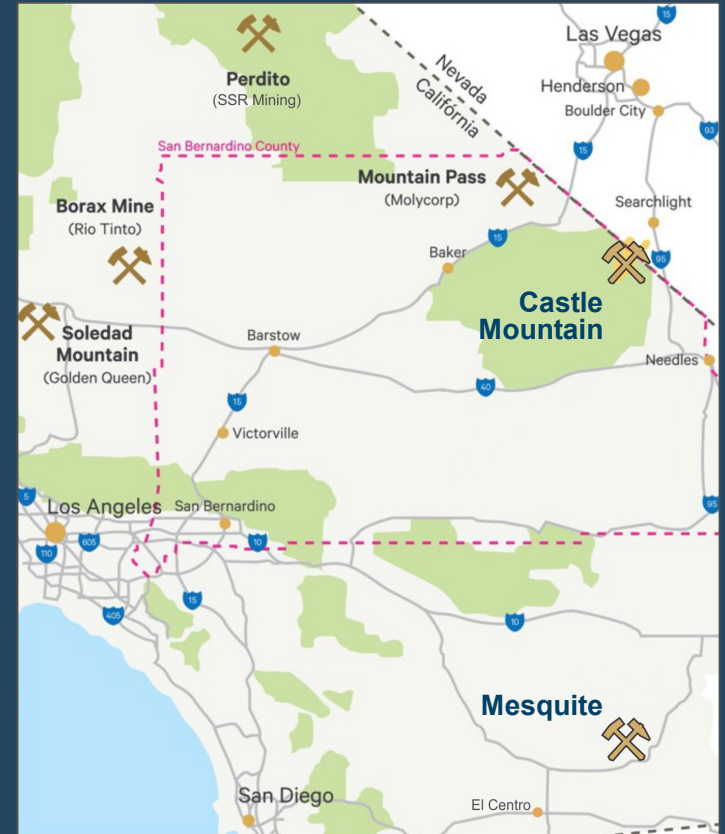 15
Las Vegas
Nevada
Califórnia
Perdito
(SSR Mining)
Henderson
Boulder City
93
San Bernardino County
15
Mountain Pass
(Molycorp)
Searchlight
Borax Mine
(Rio Tinto)
15
Baker
95
Castle
Mountain
Soledad
Mountain
(Golden Queen)
Barstow
Needles
40
15
Victorville
5
Los Angeles
San Bernardino
95
605
10
110
15
405
10
Mesquite
San Diego
El Centro